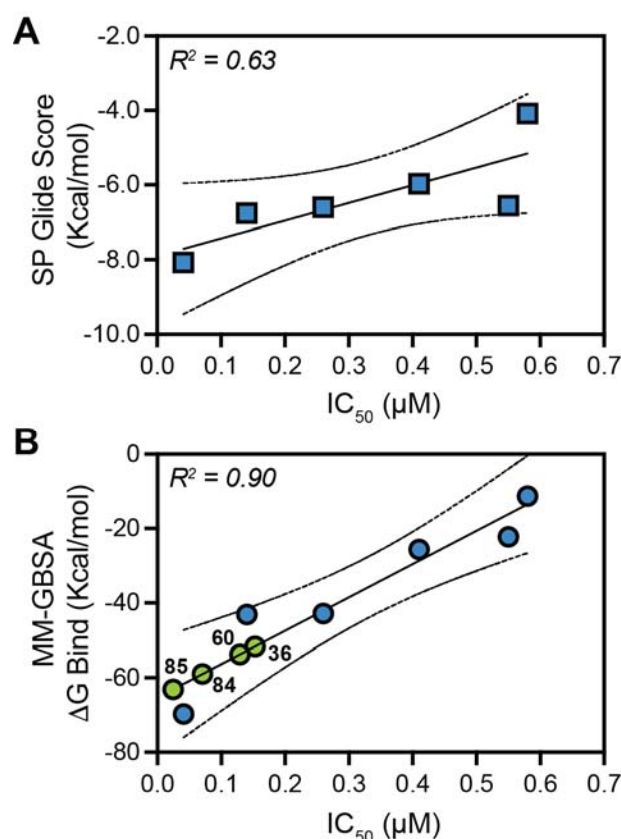 A
R² = 0.63
SP Glide Score
(Kcal/mol)
-2.0
-4.0
-6.0
-8.0
-10.0
0.0 0.1 0.2 0.3 0.4 0.5 0.6 0.7
IC₅₀ (µM)
B
R² = 0.90
MM-GBSA
ΔG Bind (Kcal/mol)
0
-20
-40
-60
-80
60
36
85
84
0.0 0.1 0.2 0.3 0.4 0.5 0.6 0.7
IC₅₀ (µM)